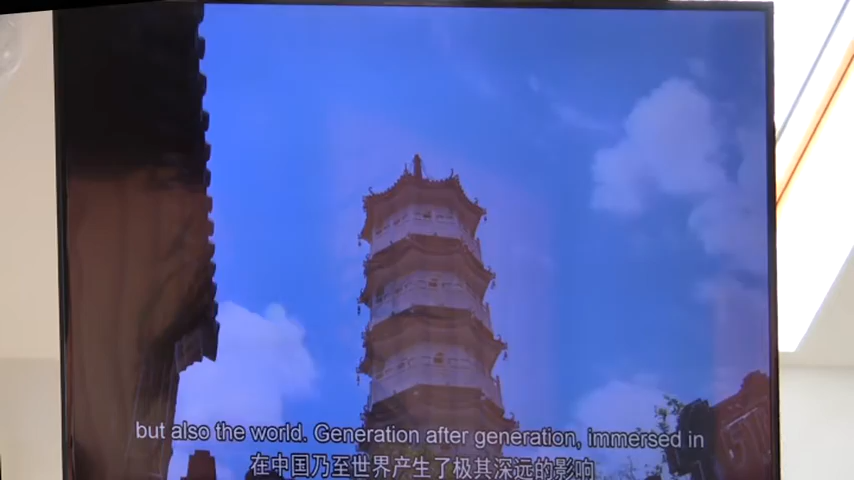 but also the world. Generation after generation, immersed in
在中国乃至世界产生了极其深远的影响